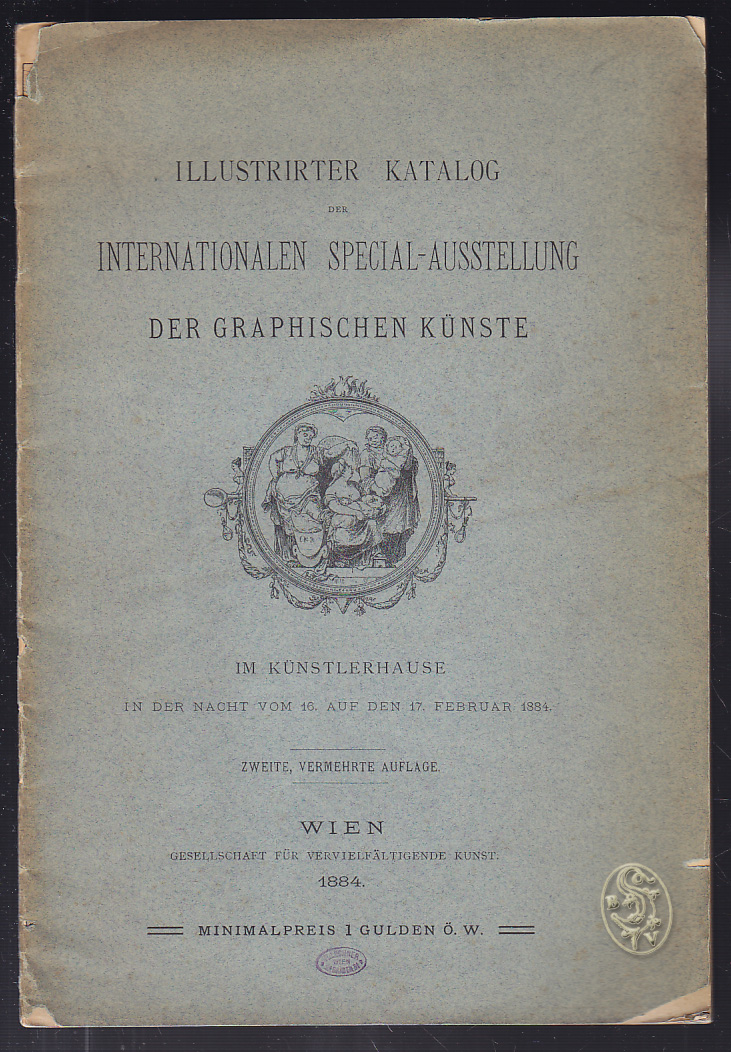 ILLUSTRIRTER KATALOG
DER
INTERNATIONALEN SPECIAL-AUSSTELLUNG
DER GRAPHISCHEN KÜNSTE
IM KÜNSTLERHAUSE
IN DER NACHT VOM 16. AUF DEN 17. FEBRUAR 1884.
ZWEITE, VERMEHRTE AUFLAGE.
WIEN
GESELLSCHAFT FÜR VERVIELFÄLTIGENDE KUNST.
1884.
MINIMALPREIS 1 GULDEN Ö. W.
WIEN